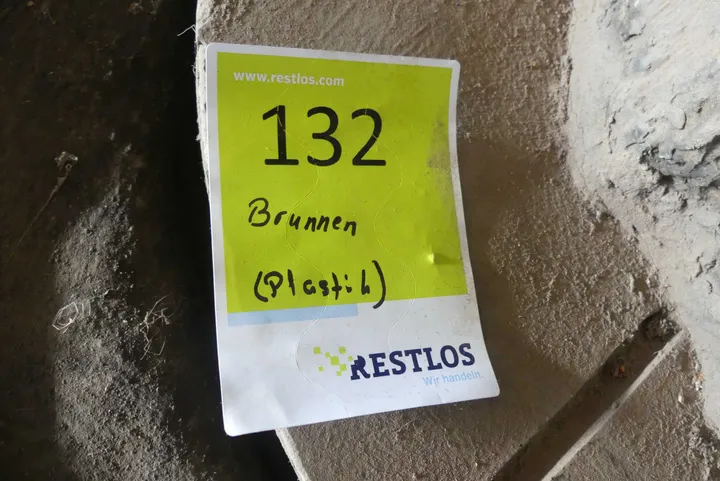 www.restlos.com
132
Brunnen
(Plastik)
RESTLOS
Wir handeln.